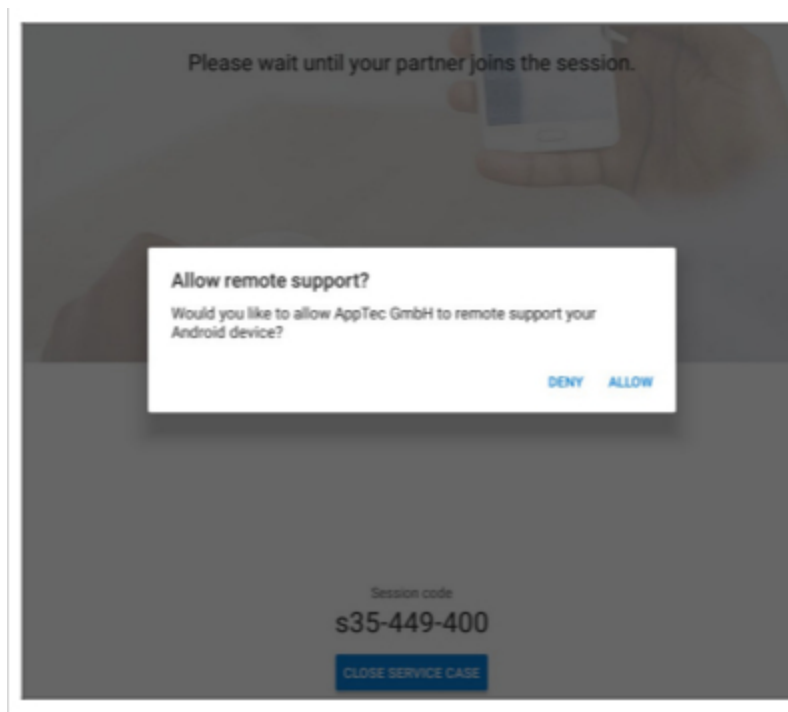 Please wait until your partner joins the session.
Allow remote support?
Would you like to allow AppTec GmbH to remote support your
Android device?
DENY ALLOW
Session code
s35-449-400
CLOSE SERVICE CASE